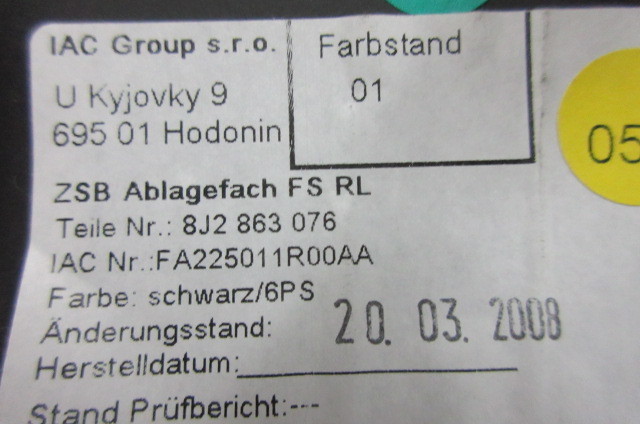 IAC Group s.r.o.
Farbstand
01
U Kyjovky 9
695 01 Hodonin
05
ZSB Ablagefach FS RL
Teile Nr.: 8J2 863 076
IAC Nr.:FA225011R00AA
Farbe: schwarz/6PS
Änderungsstand:
20. 03. 2008
Herstelldatum:
Stand Prüfbericht:---